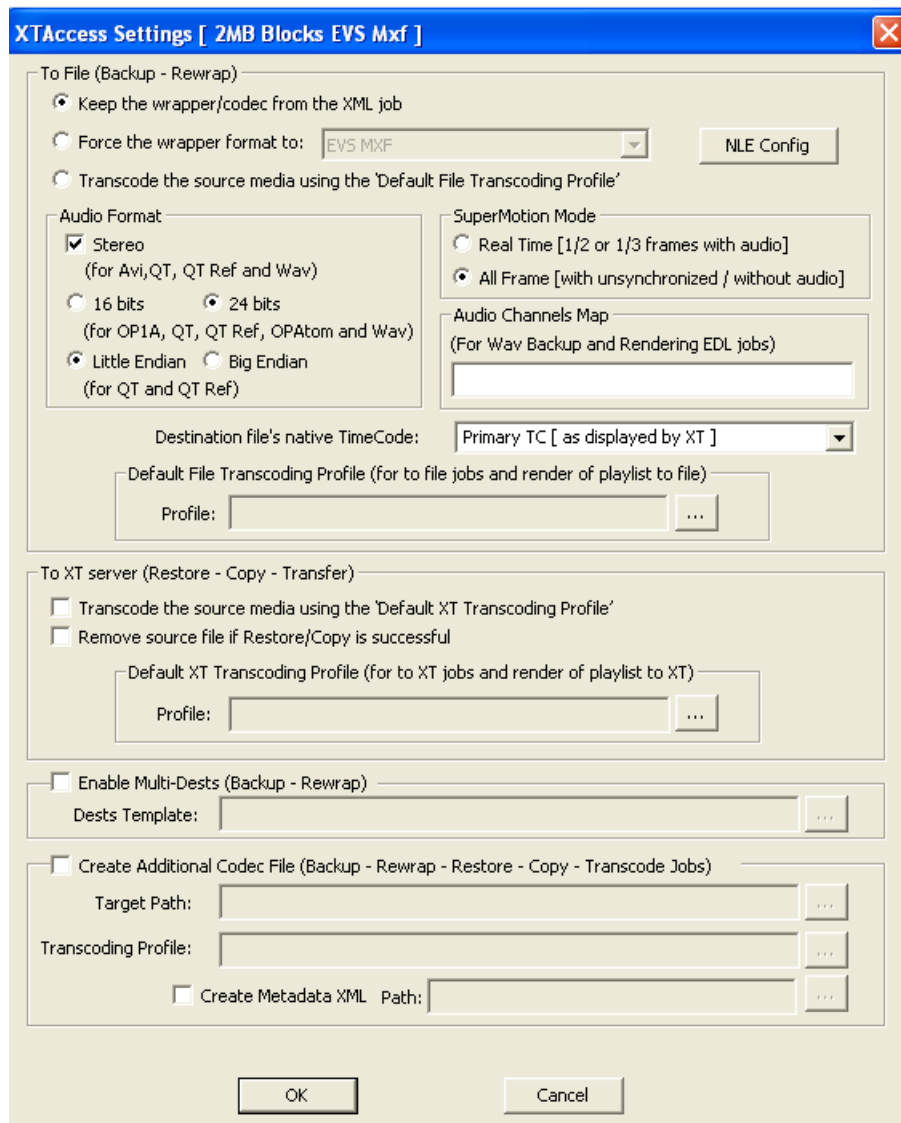 XTAccess Settings [ 2MB Blocks EVS Mxf ]
To File (Backup - Rewrap)
Keep the wrapper/codec from the XML job
Force the wrapper format to: EVS MXF NLE Config
Transcode the source media using the 'Default File Transcoding Profile'
Audio Format
Stereo
(for Avi,QT, QT Ref and Wav)
16 bits 24 bits
(for OP1A, QT, QT Ref, OPAtom and Wav)
Little Endian Big Endian
(for QT and QT Ref)
SuperMotion Mode
Real Time [1/2 or 1/3 frames with audio]
All Frame [with unsynchronized / without audio]
Audio Channels Map
(For Wav Backup and Rendering EDL jobs)
Destination file's native TimeCode: Primary TC [ as displayed by XT ]
Default File Transcoding Profile (for to file jobs and render of playlist to file)
Profile: ...
To XT server (Restore - Copy - Transfer)
Transcode the source media using the 'Default XT Transcoding Profile'
Remove source file if Restore/Copy is successful
Default XT Transcoding Profile (for to XT jobs and render of playlist to XT)
Profile: ...
Enable Multi-Dests (Backup - Rewrap)
Dests Template: ...
Create Additional Codec File (Backup - Rewrap - Restore - Copy - Transcode Jobs)
Target Path: ...
Transcoding Profile: ...
Create Metadata XML Path: ...
OK Cancel